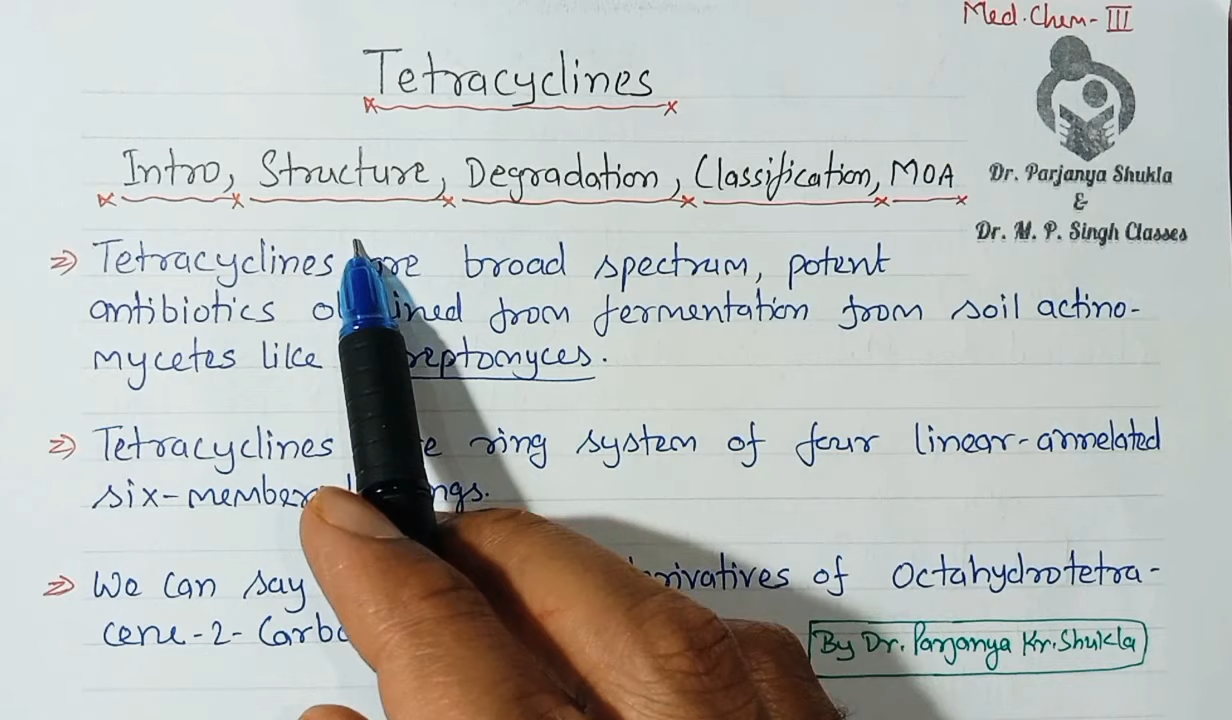 Med. Chem - III
Tetracyclines
Intro, Structure, Degradation, Classification, MOA
Dr. Parjanya Shukla
&
Dr. M. P. Singh Classes
⇒ Tetracyclines broad spectrum, potent
antibiotics from fermentation from soil actino-
mycetes like
⇒ Tetracyclines ring system of four linear-annelated
⇒ We can say of Octahydrotetra-
cene-2-
By Dr. Parjanya Kr. Shukla